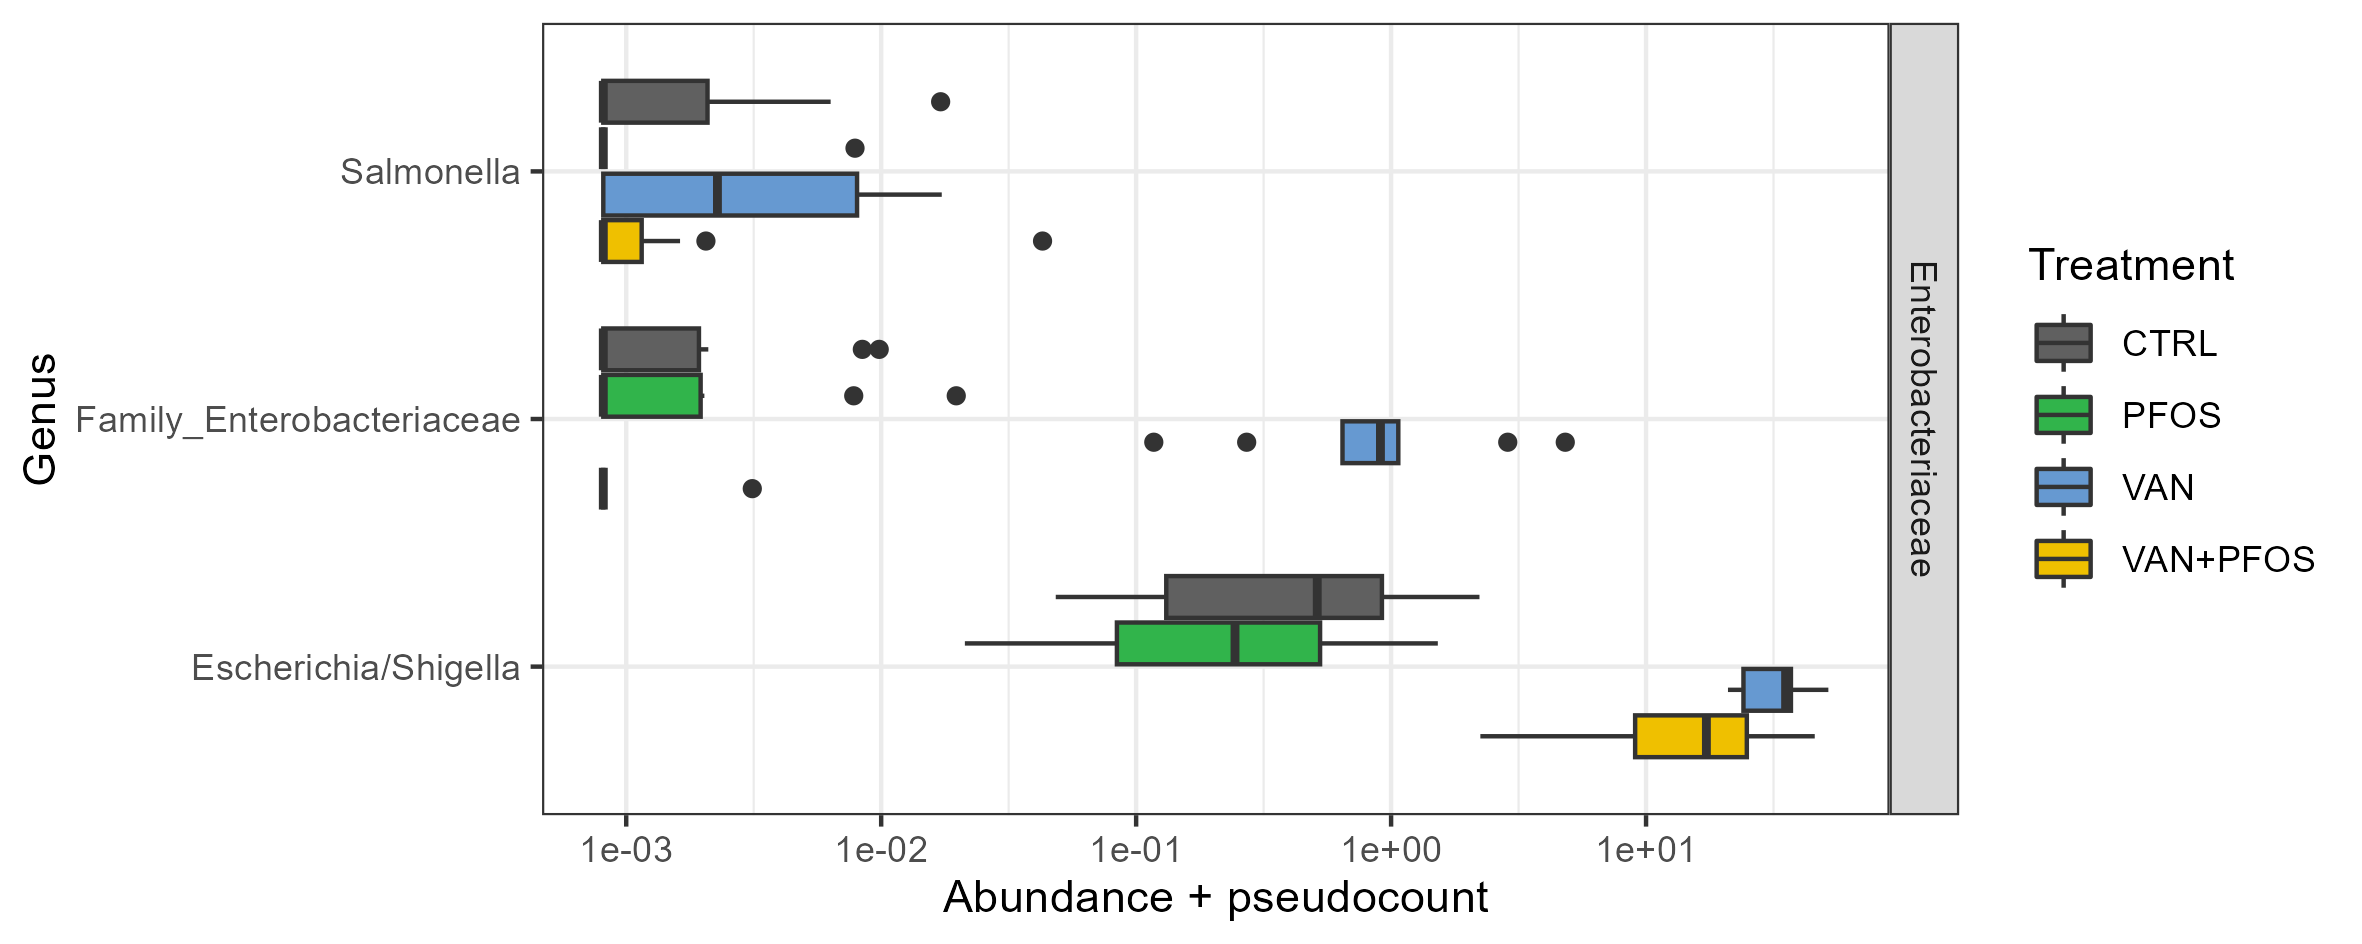 Genus
Salmonella
Family_Enterobacteriaceae
Escherichia/Shigella
1e-03 1e-02 1e-01 1e+00 1e+01
Abundance + pseudocount
Enterobacteriaceae
Treatment
CTRL
PFOS
VAN
VAN+PFOS